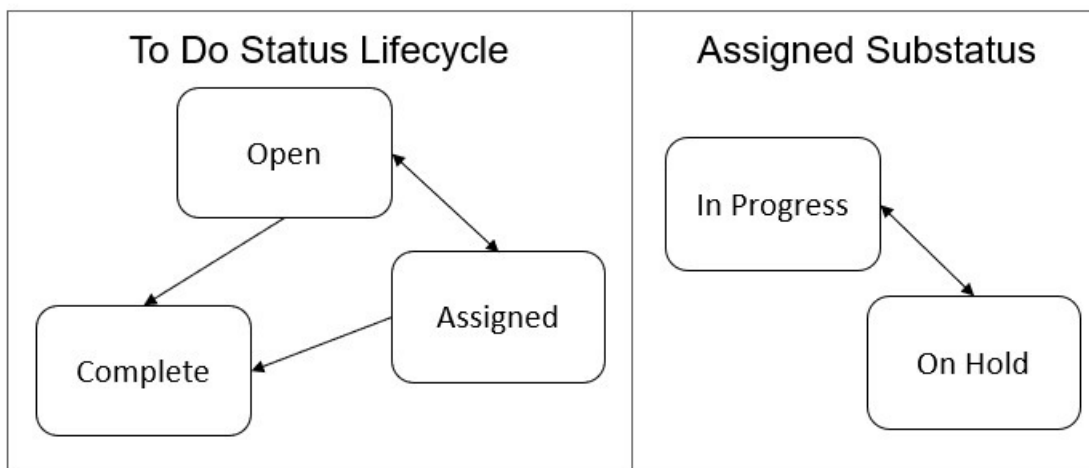 To Do Status Lifecycle
Open
Assigned
Complete
Assigned Substatus
In Progress
On Hold